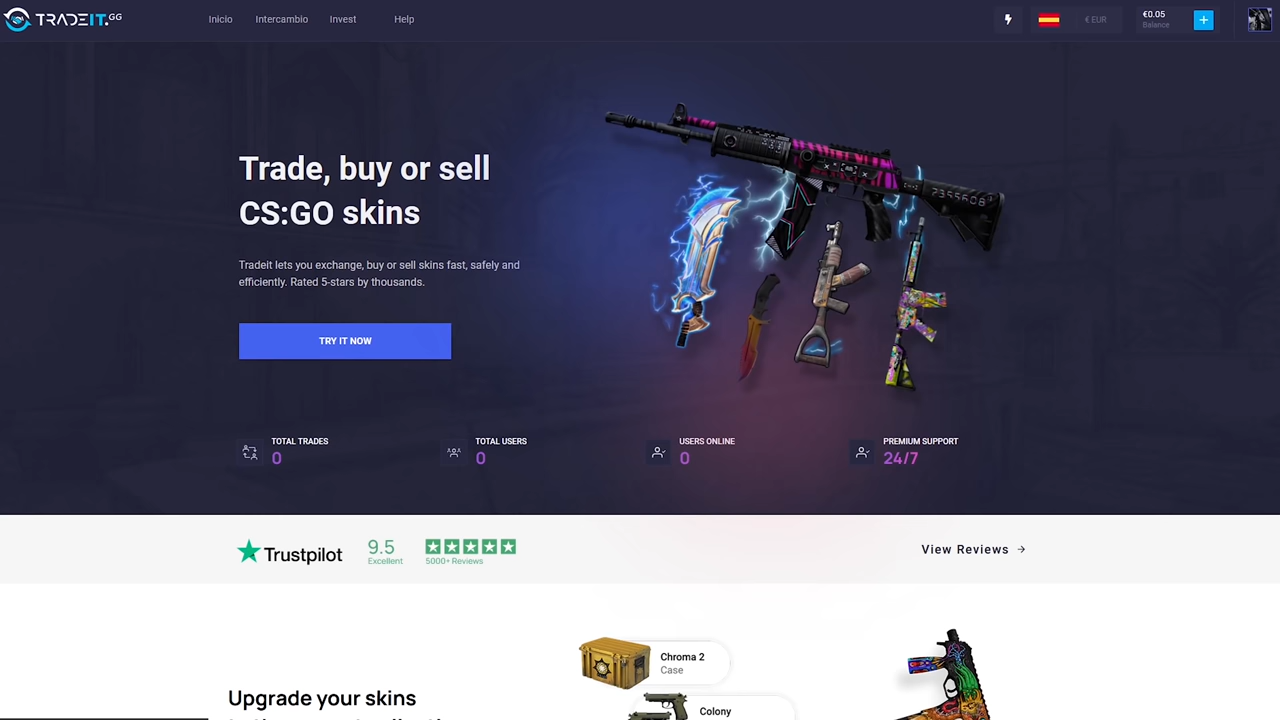 TRADEIT.GG
Inicio
Intercambio
Invest
Help
€ EUR
€0.05
Balance
Trade, buy or sell
CS:GO skins
Tradeit lets you exchange, buy or sell skins fast, safely and
efficiently. Rated 5-stars by thousands.
TRY IT NOW
7355608
TOTAL TRADES
0
TOTAL USERS
0
USERS ONLINE
0
PREMIUM SUPPORT
24/7
Trustpilot
9.5
Excellent
5000+ Reviews
View Reviews
Chroma 2
Case
Upgrade your skins
Colony